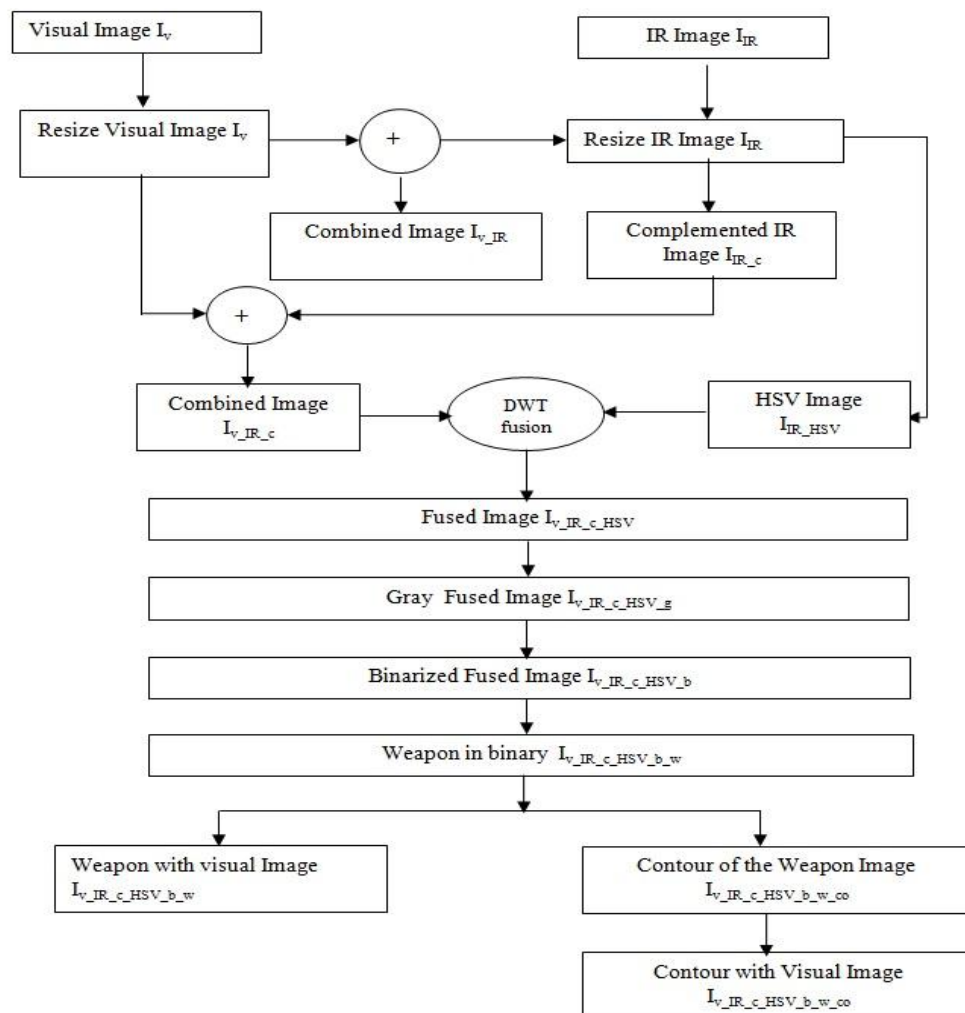 Visual Image I_v
IR Image I_IR
Resize Visual Image I_v
+
Resize IR Image I_IR
Combined Image I_v_IR
Complemented IR
Image I_IR_c
+
Combined Image
I_v_IR_c
DWT
fusion
HSV Image
I_IR_HSV
Fused Image I_v_IR_c_HSV
Gray Fused Image I_v_IR_c_HSV_g
Binarized Fused Image I_v_IR_c_HSV_b
Weapon in binary I_v_IR_c_HSV_b_w
Weapon with visual Image
I_v_IR_c_HSV_b_w
Contour of the Weapon Image
I_v_IR_c_HSV_b_w_co
Contour with Visual Image
I_v_IR_c_HSV_b_w_co